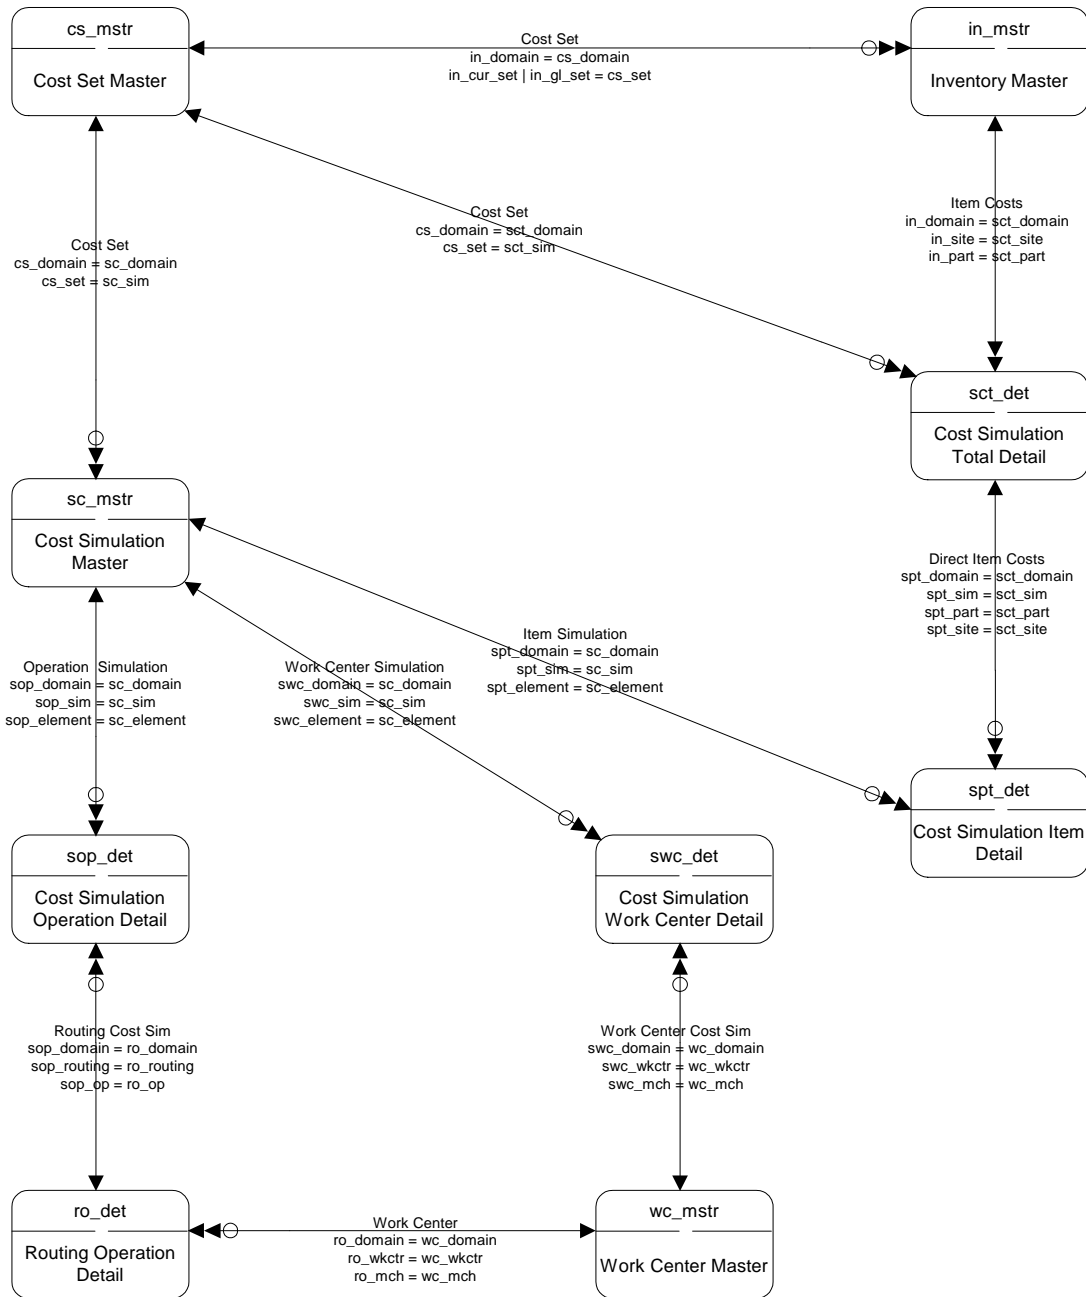 cs_mstr
Cost Set Master
Cost Set
in_domain = cs_domain
in_cur_set | in_gl_set = cs_set
in_mstr
Inventory Master
Cost Set
cs_domain = sct_domain
cs_set = sct_sim
Item Costs
in_domain = sct_domain
in_site = sct_site
in_part = sct_part
Cost Set
cs_domain = sc_domain
cs_set = sc_sim
sct_det
Cost Simulation
Total Detail
sc_mstr
Cost Simulation
Master
Direct Item Costs
spt_domain = sct_domain
spt_sim = sct_sim
spt_part = sct_part
spt_site = sct_site
Operation Simulation
sop_domain = sc_domain
sop_sim = sc_sim
sop_element = sc_element
Work Center Simulation
swc_domain = sc_domain
swc_sim = sc_sim
swc_element = sc_element
Item Simulation
spt_domain = sc_domain
spt_sim = sc_sim
spt_element = sc_element
spt_det
Cost Simulation Item
Detail
sop_det
Cost Simulation
Operation Detail
swc_det
Cost Simulation
Work Center Detail
Routing Cost Sim
sop_domain = ro_domain
sop_routing = ro_routing
sop_op = ro_op
Work Center Cost Sim
swc_domain = wc_domain
swc_wkctr = wc_wkctr
swc_mch = wc_mch
ro_det
Routing Operation
Detail
Work Center
ro_domain = wc_domain
ro_wkctr = wc_wkctr
ro_mch = wc_mch
wc_mstr
Work Center Master